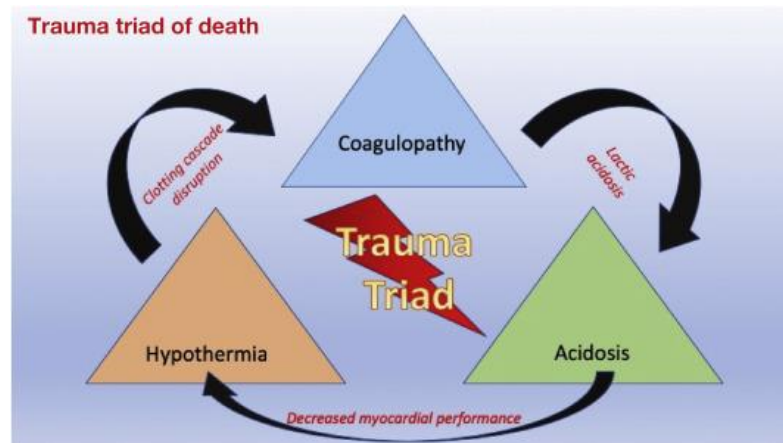 Trauma triad of death
Coagulopathy
Clotting cascade
disruption
Lactic
acidosis
Trauma
Triad
Hypothermia
Acidosis
Decreased myocardial performance